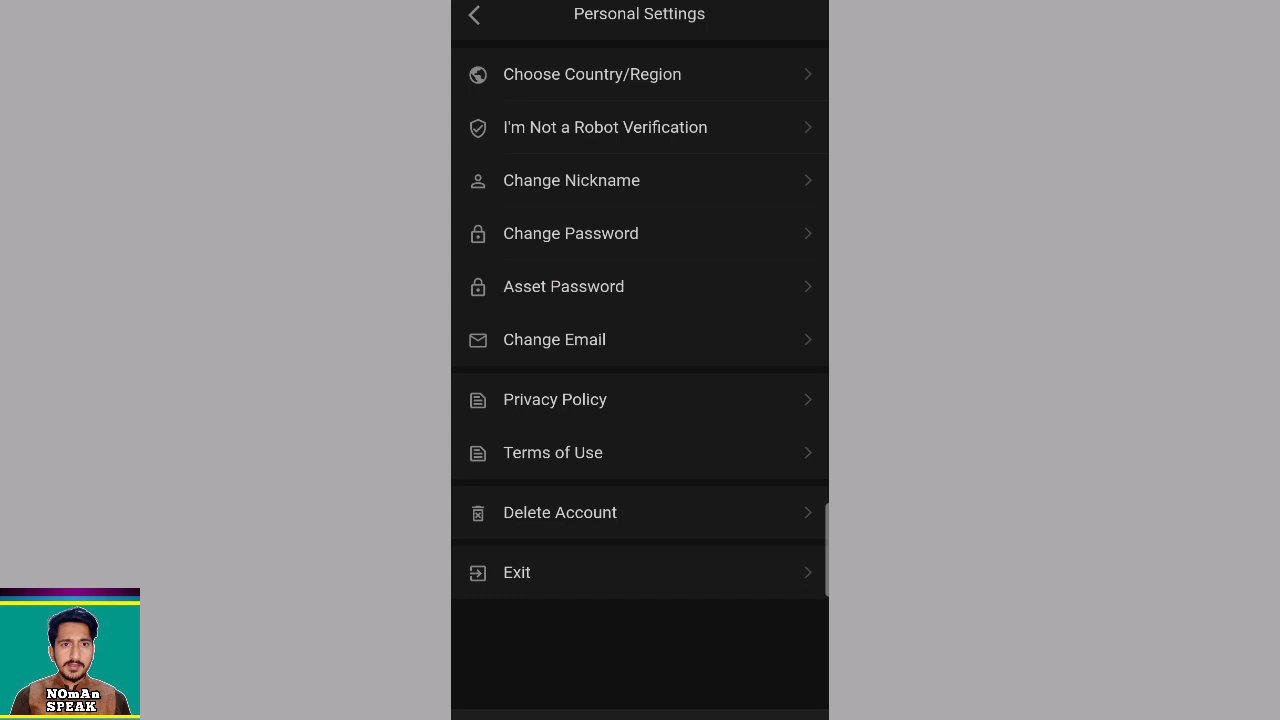 Personal Settings
Choose Country/Region
I'm Not a Robot Verification
Change Nickname
Change Password
Asset Password
Change Email
Privacy Policy
Terms of Use
Delete Account
Exit
NOmAn
SPEAK